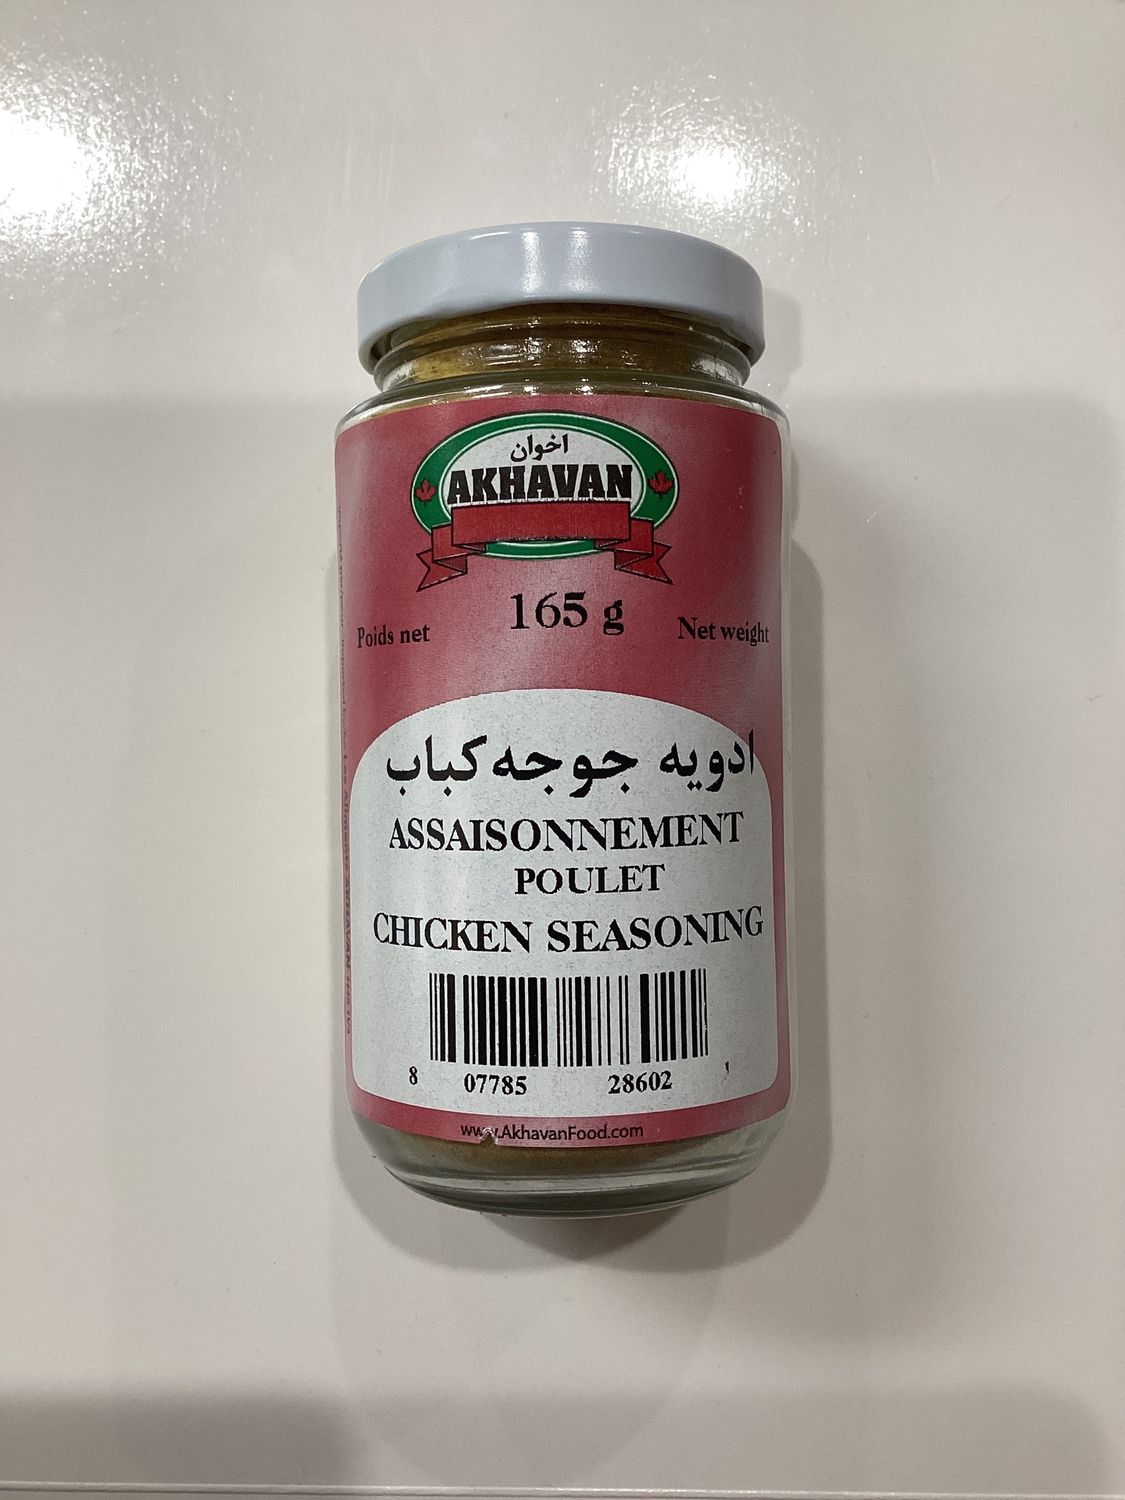 اخوان
AKHAVAN
165 g
Poids net
Net weight
ادویه جوجه کباب
ASSAISONNEMENT
POULET
CHICKEN SEASONING
8 07785 28602
www.AkhavanFood.com